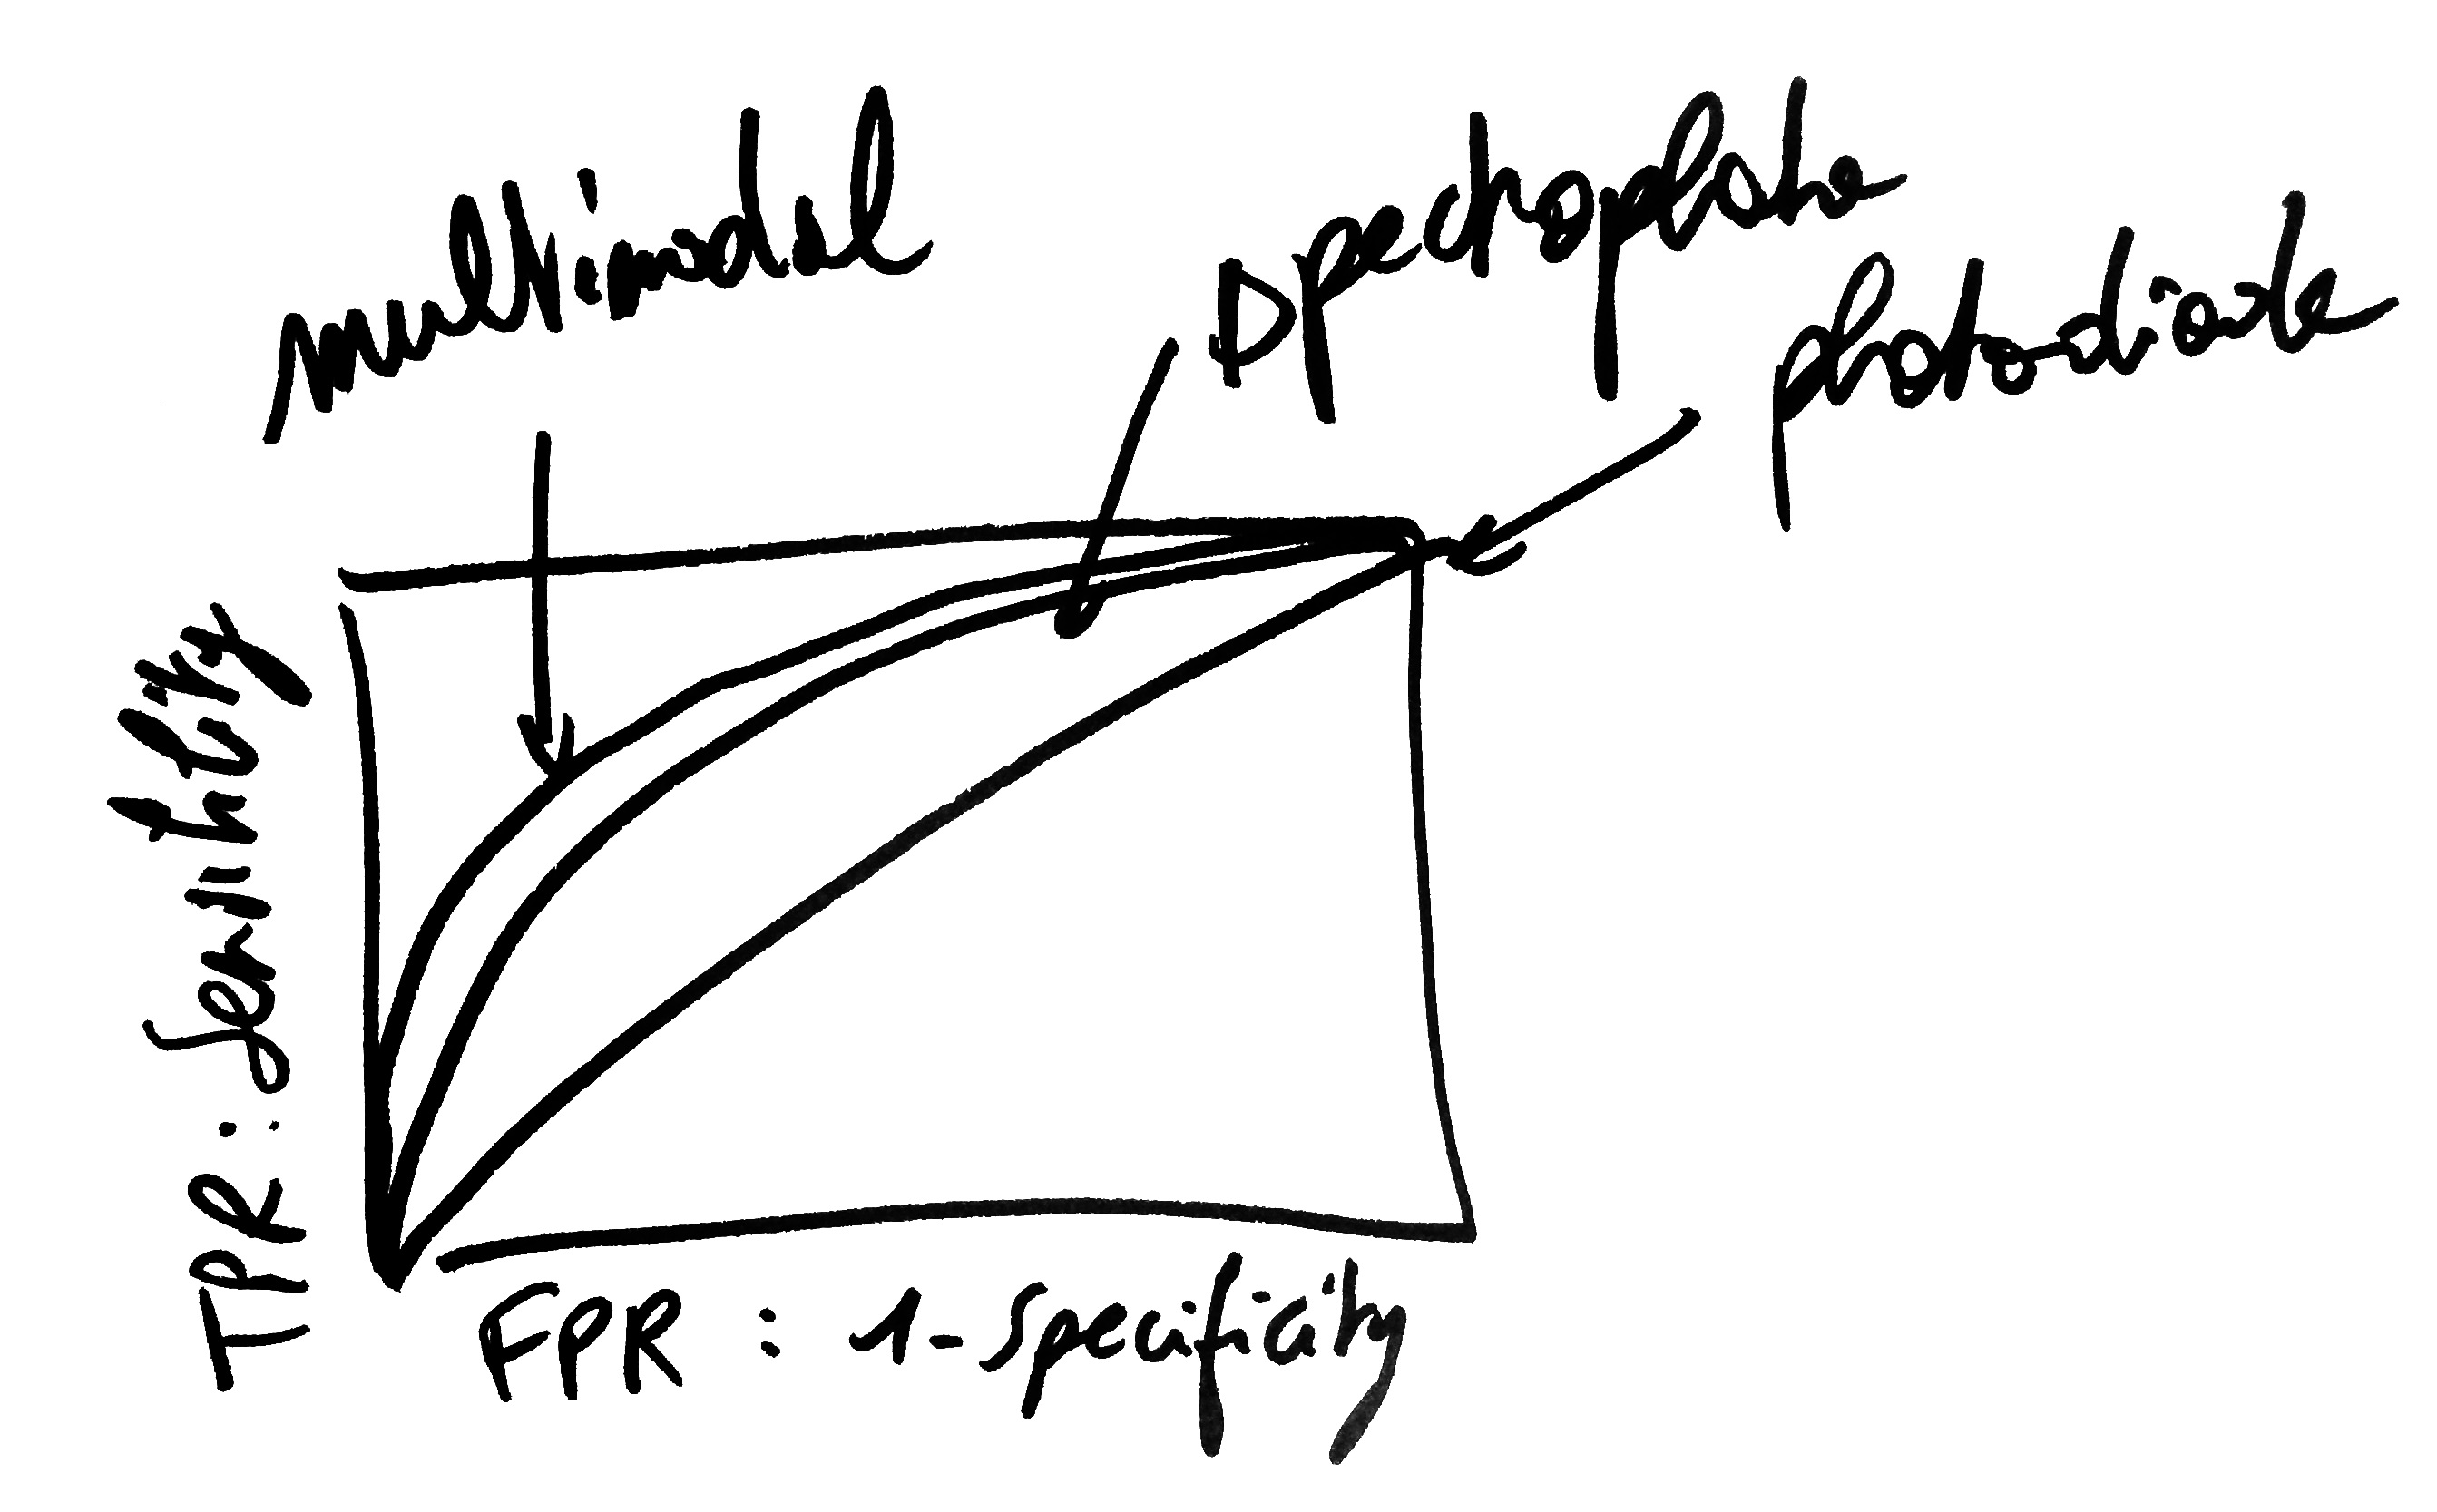 multimodal
photodiode
TPR : Sensitivity
FPR : 1-Specificity